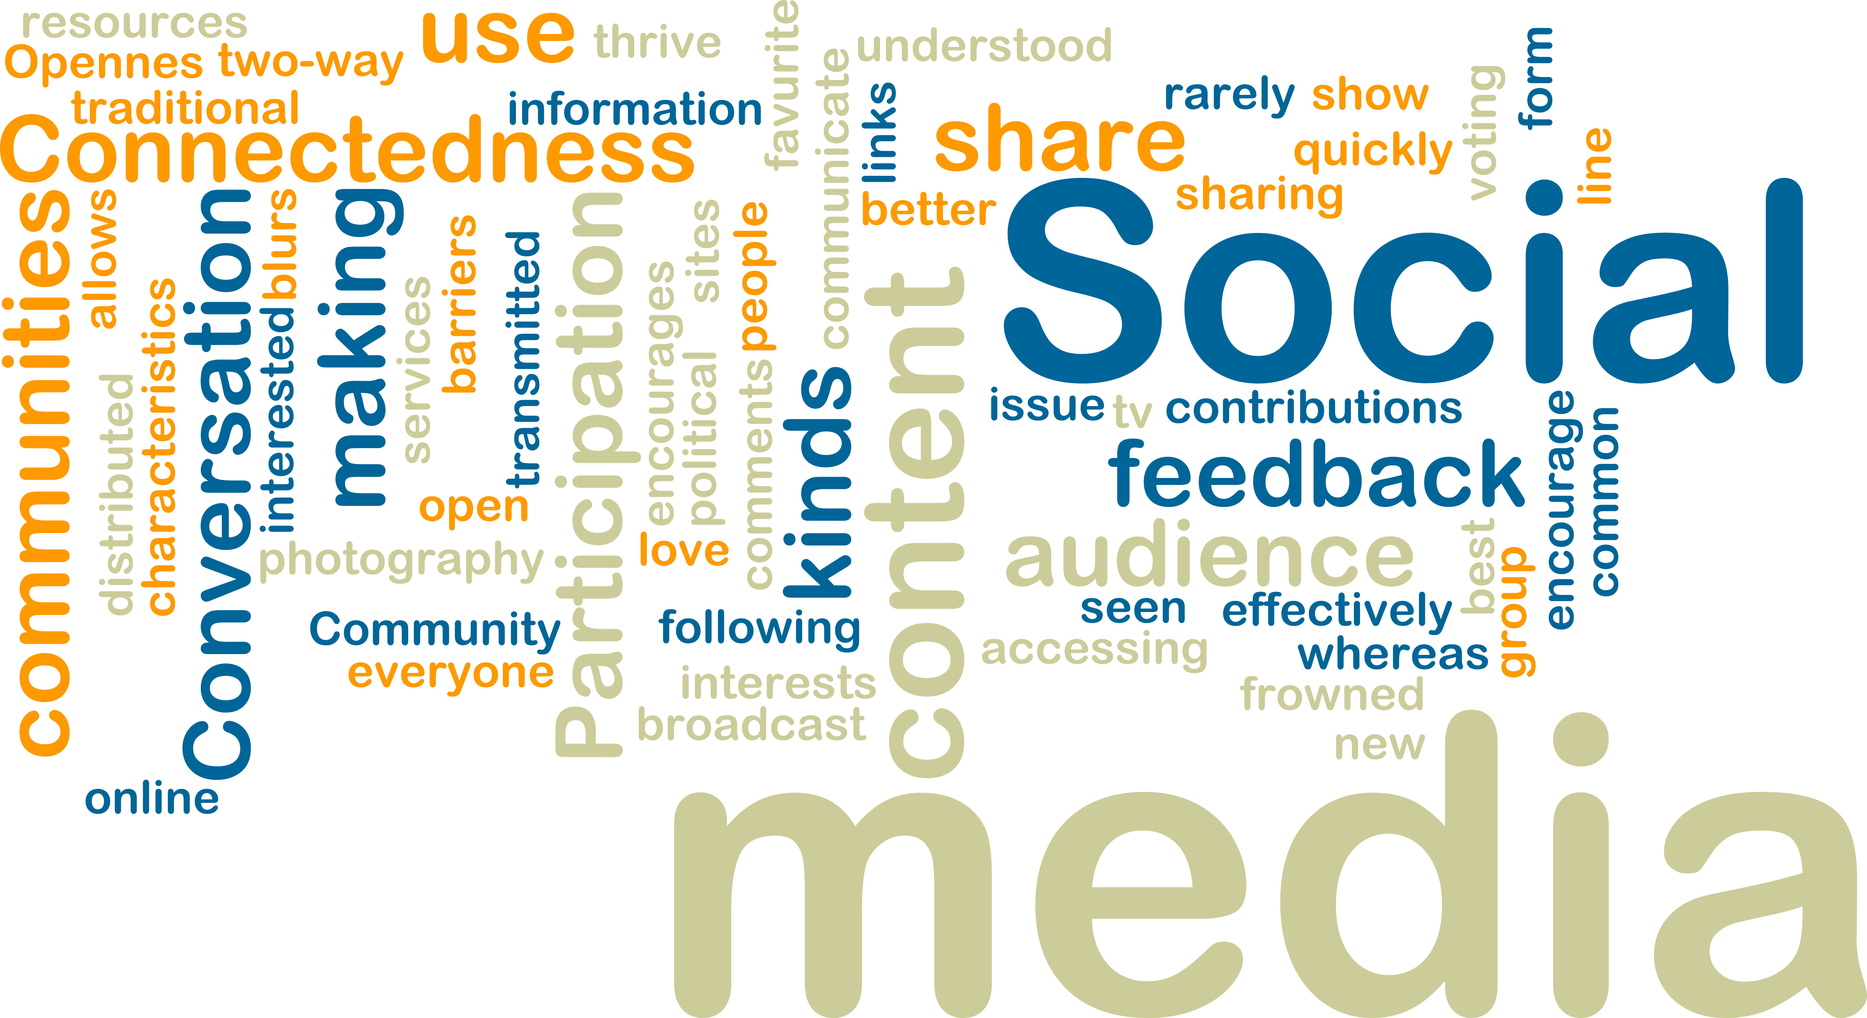 resources
Opennes two-way
use
thrive
favurite
understood
traditional
information
communicate
links
share
rarely show
quickly
voting
form
line
Connectedness
sharing
better
communities
allows
characteristics
distributed
Conversation
blurs
interested
making
services
barriers
transmitted
open
photography
Participation
encourages
sites
political
people
comments
love
kinds
content
Social
issue tv contributions
feedback
encourage
common
audience
best
group
seen effectively
accessing whereas
Community
everyone
following
interests
broadcast
frowned
new
online
media